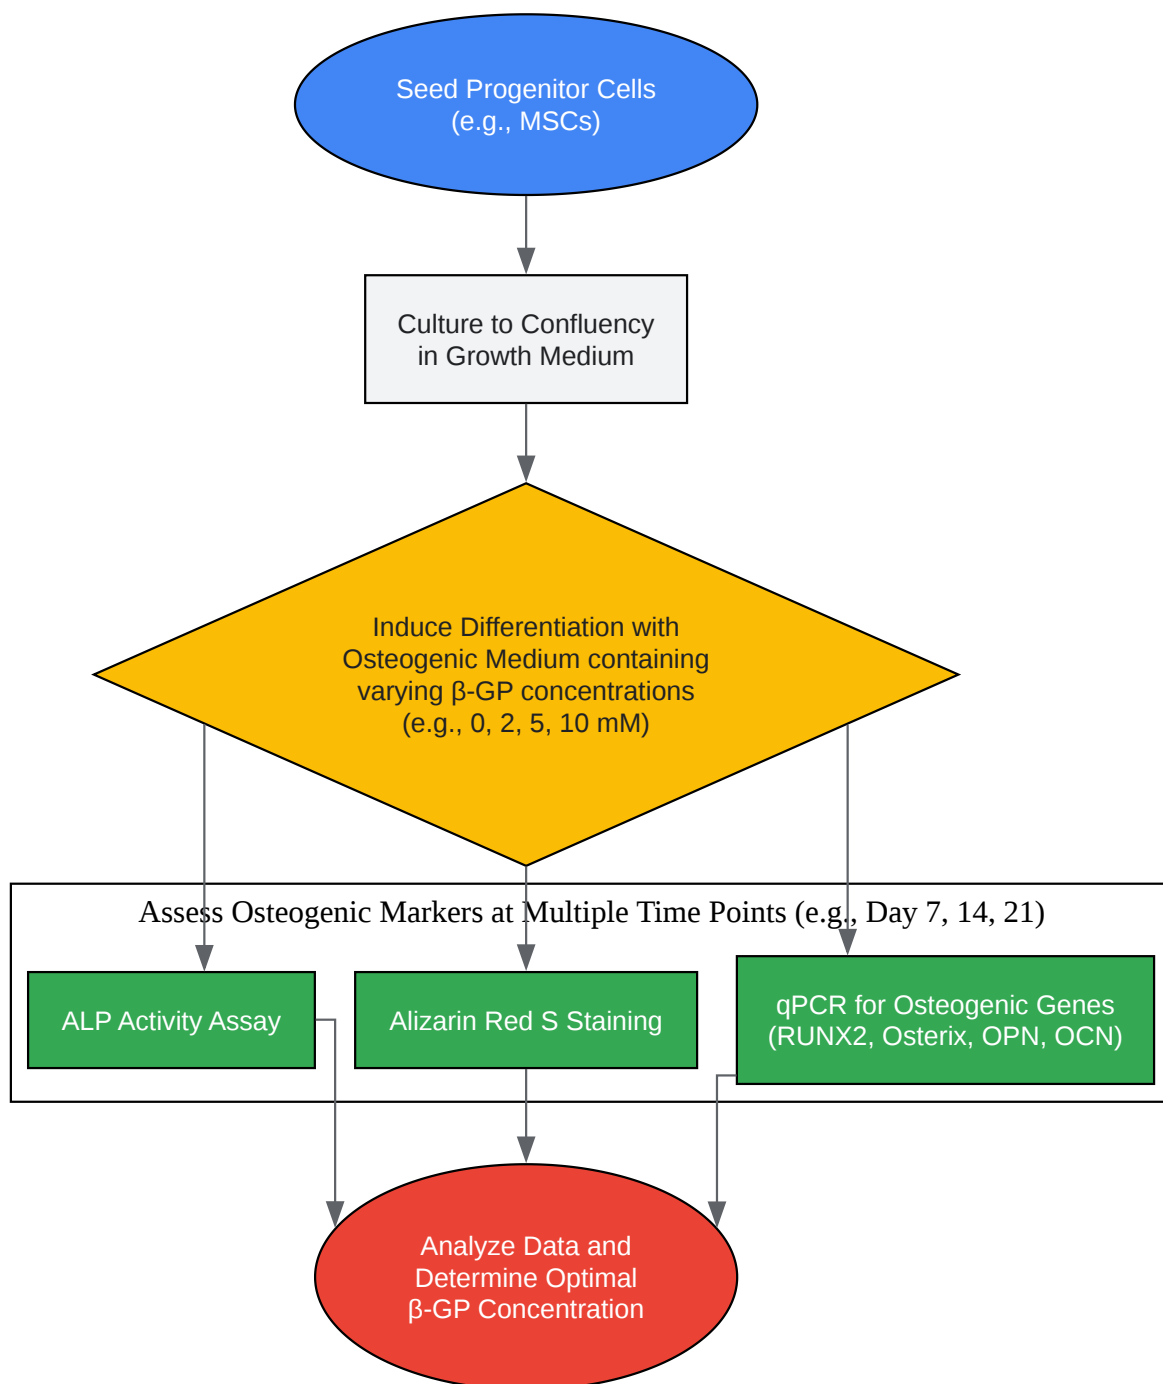 Seed Progenitor Cells
(e.g., MSCs)
Culture to Confluency
in Growth Medium
Induce Differentiation with
Osteogenic Medium containing
varying β-GP concentrations
(e.g., 0, 2, 5, 10 mM)
Assess Osteogenic Markers at Multiple Time Points (e.g., Day 7, 14, 21)
ALP Activity Assay
Alizarin Red S Staining
qPCR for Osteogenic Genes
(RUNX2, Osterix, OPN, OCN)
Analyze Data and
Determine Optimal
β-GP Concentration